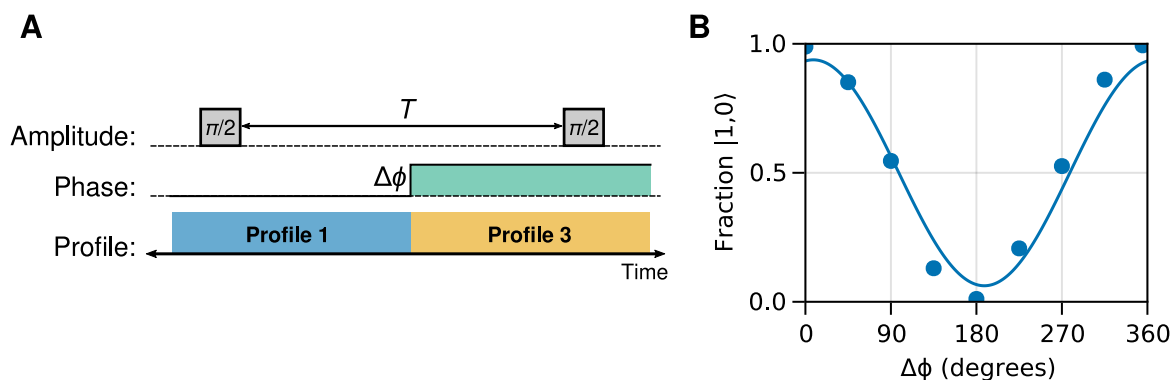 A
T
Amplitude:
π/2
π/2
Phase:
Δϕ
Profile:
Profile 1
Profile 3
Time
B
Fraction |1,0⟩
1.0
0.5
0.0
0
90
180
270
360
Δϕ (degrees)